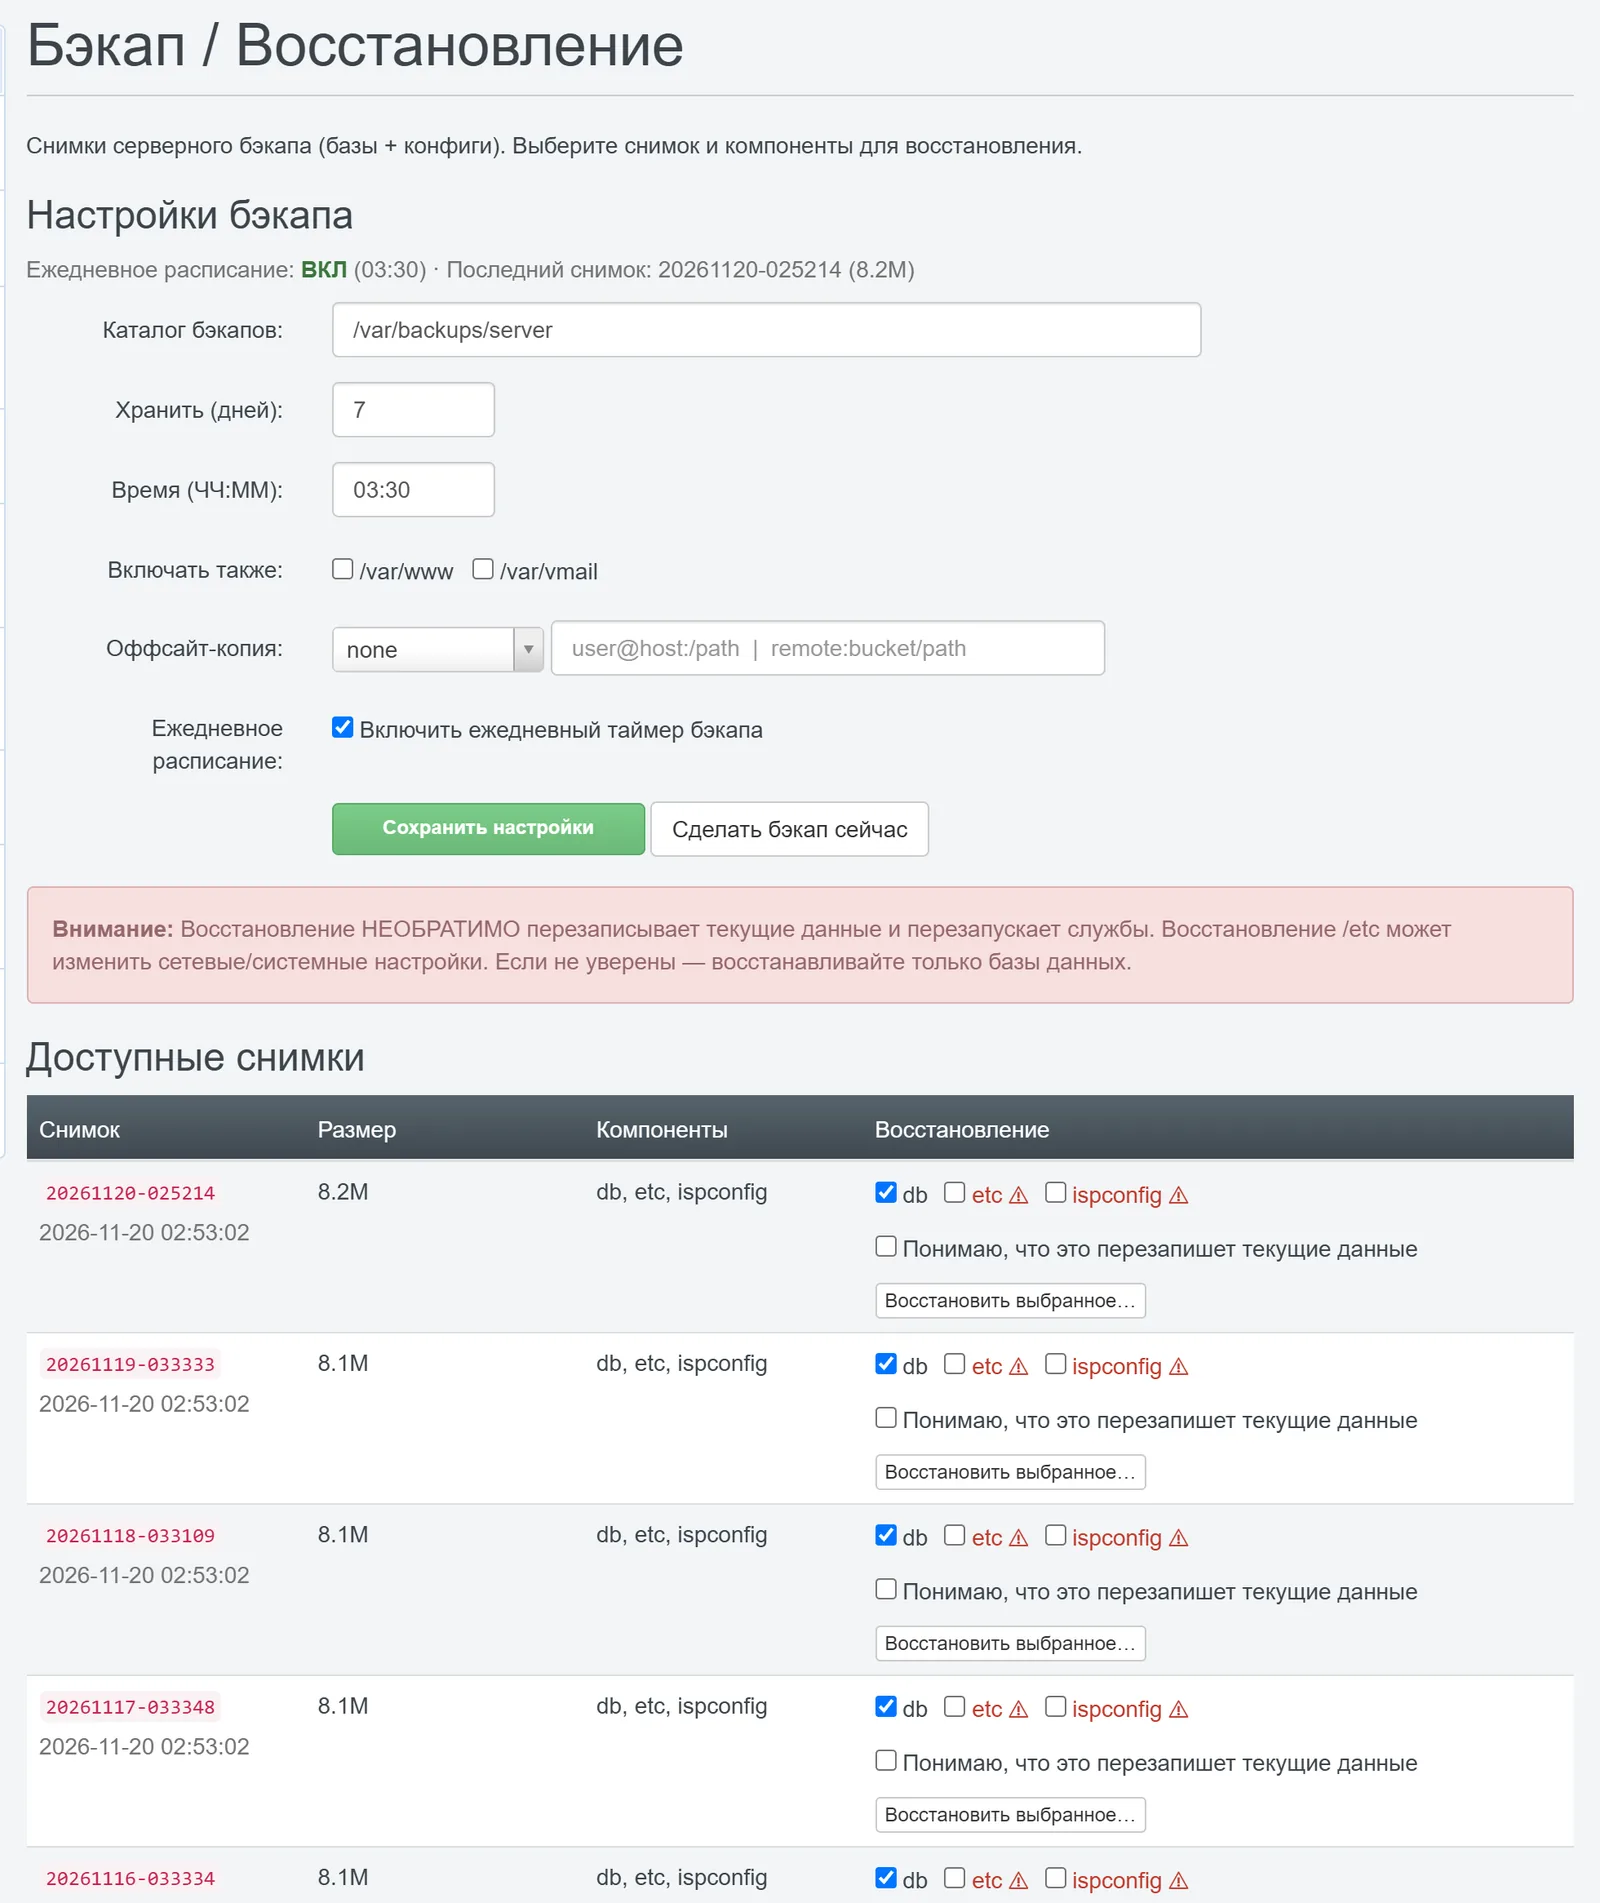 Бэкап / Восстановление
Снимки серверного бэкапа (базы + конфиги). Выберите снимок и компоненты для восстановления.
Настройки бэкапа
Ежедневное расписание: ВКЛ (03:30) · Последний снимок: 20261120-025214 (8.2M)
Каталог бэкапов: /var/backups/server
Хранить (дней): 7
Время (ЧЧ:ММ): 03:30
Включать также: /var/www /var/vmail
Оффсайт-копия: none user@host:/path | remote:bucket/path
Ежедневное расписание: Включить ежедневный таймер бэкапа
Сохранить настройки Сделать бэкап сейчас
Внимание: Восстановление НЕОБРАТИМО перезаписывает текущие данные и перезапускает службы. Восстановление /etc может
изменить сетевые/системные настройки. Если не уверены — восстанавливайте только базы данных.
Доступные снимки
Снимок Размер Компоненты Восстановление
20261120-025214 8.2M db, etc, ispconfig db etc ⚠ ispconfig ⚠
2026-11-20 02:53:02
Понимаю, что это перезапишет текущие данные
Восстановить выбранное…
20261119-033333 8.1M db, etc, ispconfig db etc ⚠ ispconfig ⚠
2026-11-20 02:53:02
Понимаю, что это перезапишет текущие данные
Восстановить выбранное…
20261118-033109 8.1M db, etc, ispconfig db etc ⚠ ispconfig ⚠
2026-11-20 02:53:02
Понимаю, что это перезапишет текущие данные
Восстановить выбранное…
20261117-033348 8.1M db, etc, ispconfig db etc ⚠ ispconfig ⚠
2026-11-20 02:53:02
Понимаю, что это перезапишет текущие данные
Восстановить выбранное…
20261116-033334 8.1M db, etc, ispconfig db etc ⚠ ispconfig ⚠